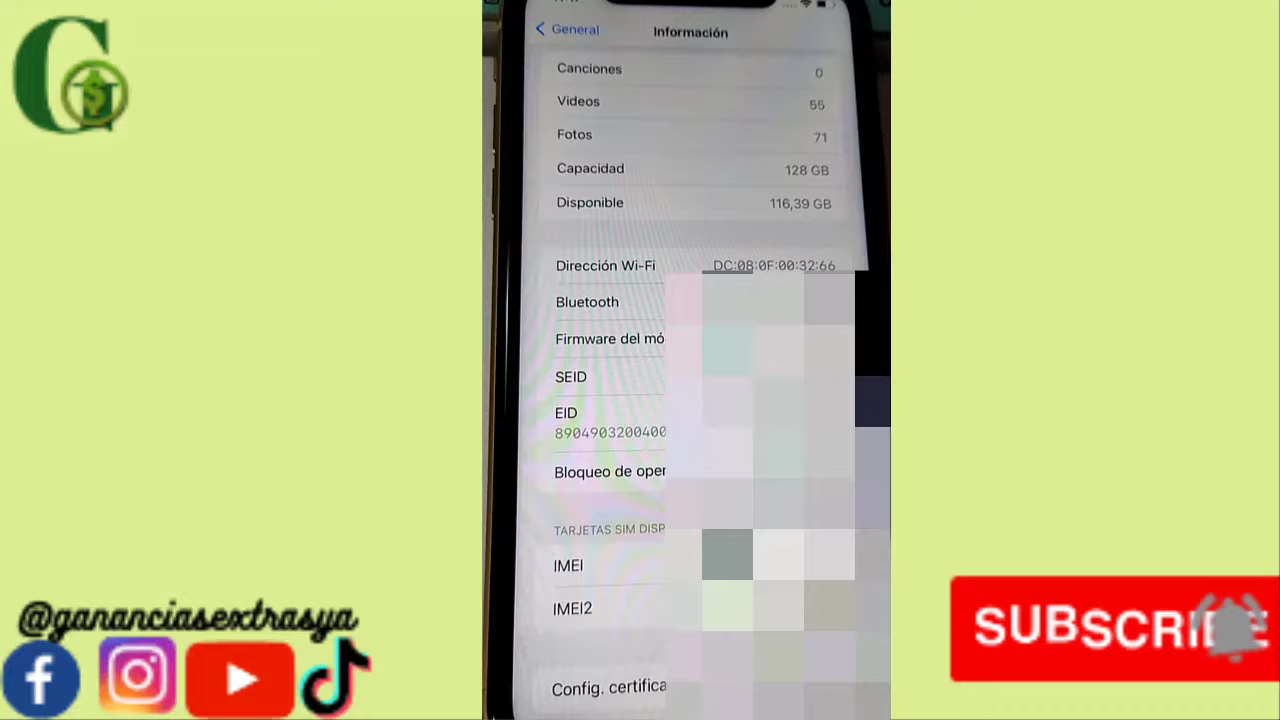 General
Información
Canciones 0
Videos 55
Fotos 71
Capacidad 128 GB
Disponible 116,39 GB
Dirección Wi-Fi DC:08:0F:00:32:66
Bluetooth
Firmware del mó
SEID
EID
8904903200400
Bloqueo de oper
TARJETAS SIM DISP
IMEI
IMEI2
Config. certifica
@gananciasextrasya
SUBSCRIBE